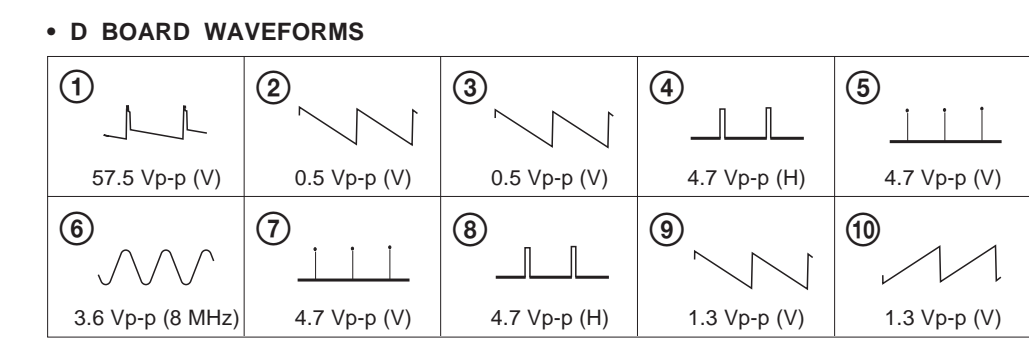 • D BOARD WAVEFORMS
① ② ③ ④ ⑤
57.5 Vp-p (V) 0.5 Vp-p (V) 0.5 Vp-p (V) 4.7 Vp-p (H) 4.7 Vp-p (V)
⑥ ⑦ ⑧ ⑨ ⑩
3.6 Vp-p (8 MHz) 4.7 Vp-p (V) 4.7 Vp-p (H) 1.3 Vp-p (V) 1.3 Vp-p (V)